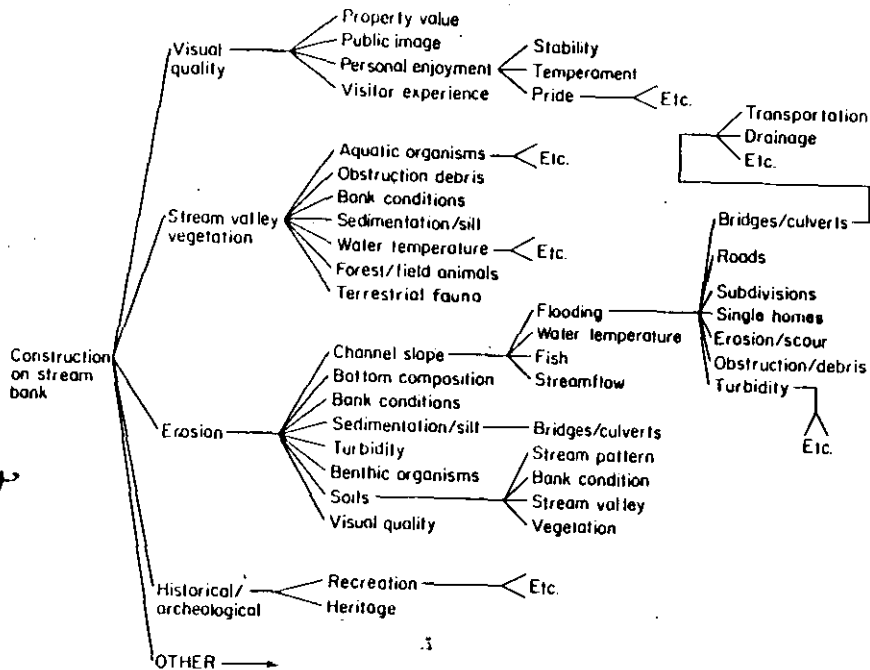 Property value
Public image
Personal enjoyment
Visitor experience
Visual
quality
Stability
Temperament
Pride
Etc.
Transportation
Drainage
Etc.
Aquatic organisms
Etc.
Obstruction debris
Bank conditions
Sedimentation/sill
Water temperature
Etc.
Forest/field animals
Terrestrial fauna
Stream valley
vegetation
Bridges/culverts
Roads
Subdivisions
Single homes
Erosion/scour
Obstruction/debris
Turbidity
Etc.
Flooding
Water temperature
Fish
Streamflow
Construction
on stream
bank
Channel slope
Bottom composition
Bank conditions
Erosion
Sedimentation/sill
Bridges/culverts
Turbidity
Benthic organisms
Soils
Visual quality
Stream pattern
Bank condition
Stream valley
Vegetation
Historical/
archeological
Recreation
Etc.
Heritage
OTHER